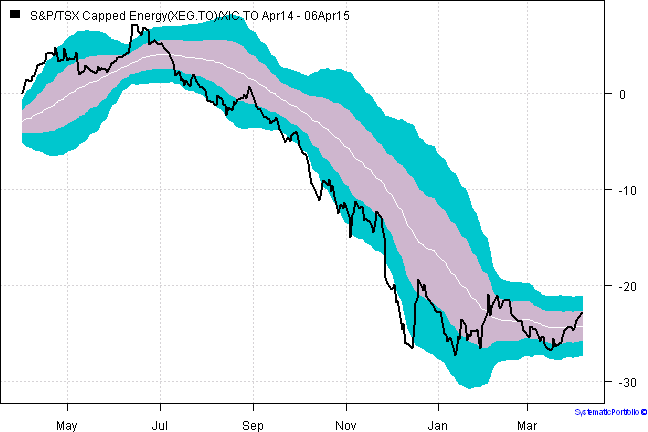 S&P/TSX Capped Energy(XEG.TO)/XIC.TO Apr14 - 06Apr15
0
-10
-20
-30
SystematicPortfolio ©
May Jul Sep Nov Jan Mar